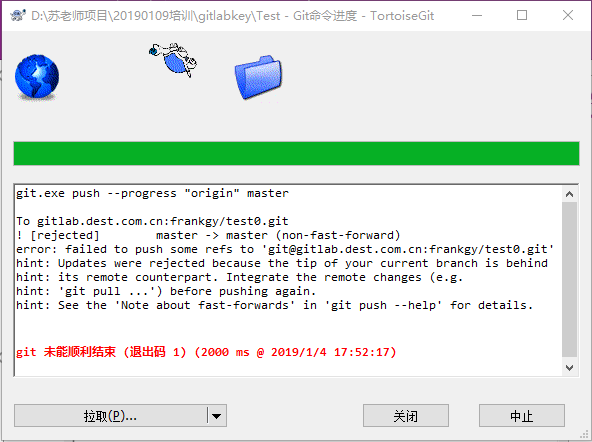 D:\苏老师项目\20190109培训\gitlabkey\Test - Git命令进度 - TortoiseGit
git.exe push --progress "origin" master
To gitlab.dest.com.cn:frankgy/test0.git
! [rejected]        master -> master (non-fast-forward)
error: failed to push some refs to 'git@gitlab.dest.com.cn:frankgy/test0.git'
hint: Updates were rejected because the tip of your current branch is behind
hint: its remote counterpart. Integrate the remote changes (e.g.
hint: 'git pull ...') before pushing again.
hint: See the 'Note about fast-forwards' in 'git push --help' for details.
git 未能顺利结束 (退出码 1) (2000 ms @ 2019/1/4 17:52:17)
拉取(P)... 关闭 中止